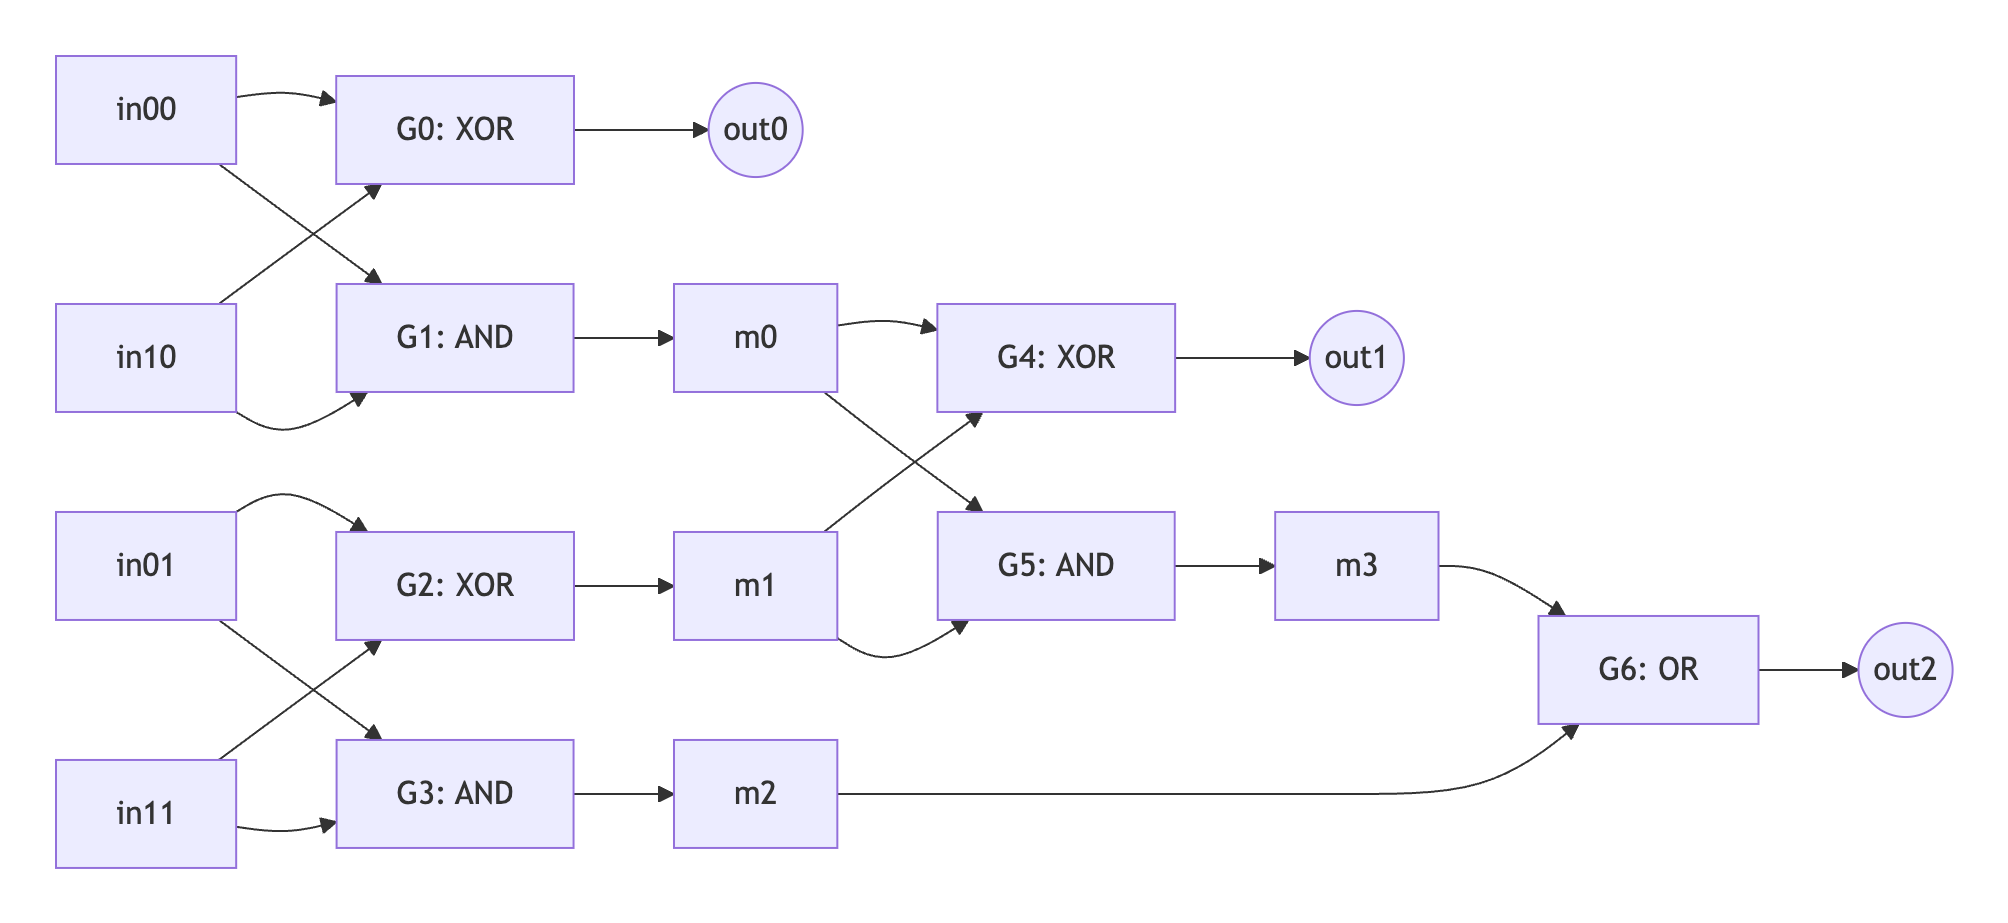 in00
G0: XOR
out0
in10
G1: AND
m0
G4: XOR
out1
in01
G2: XOR
m1
G5: AND
m3
G6: OR
out2
in11
G3: AND
m2